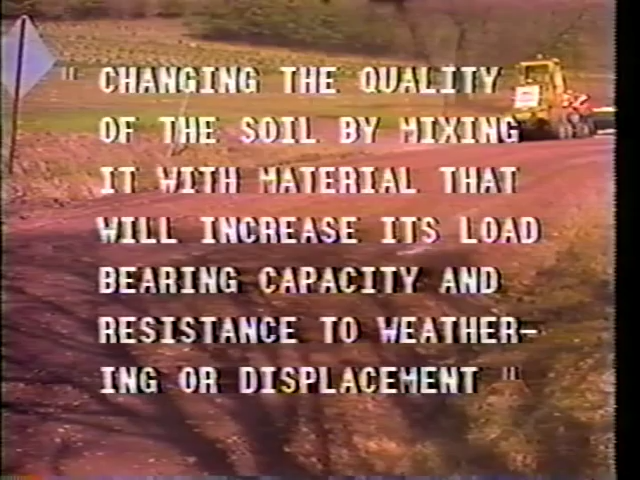 " CHANGING THE QUALITY
OF THE SOIL BY MIXING
IT WITH MATERIAL THAT
WILL INCREASE ITS LOAD
BEARING CAPACITY AND
RESISTANCE TO WEATHER-
ING OR DISPLACEMENT "